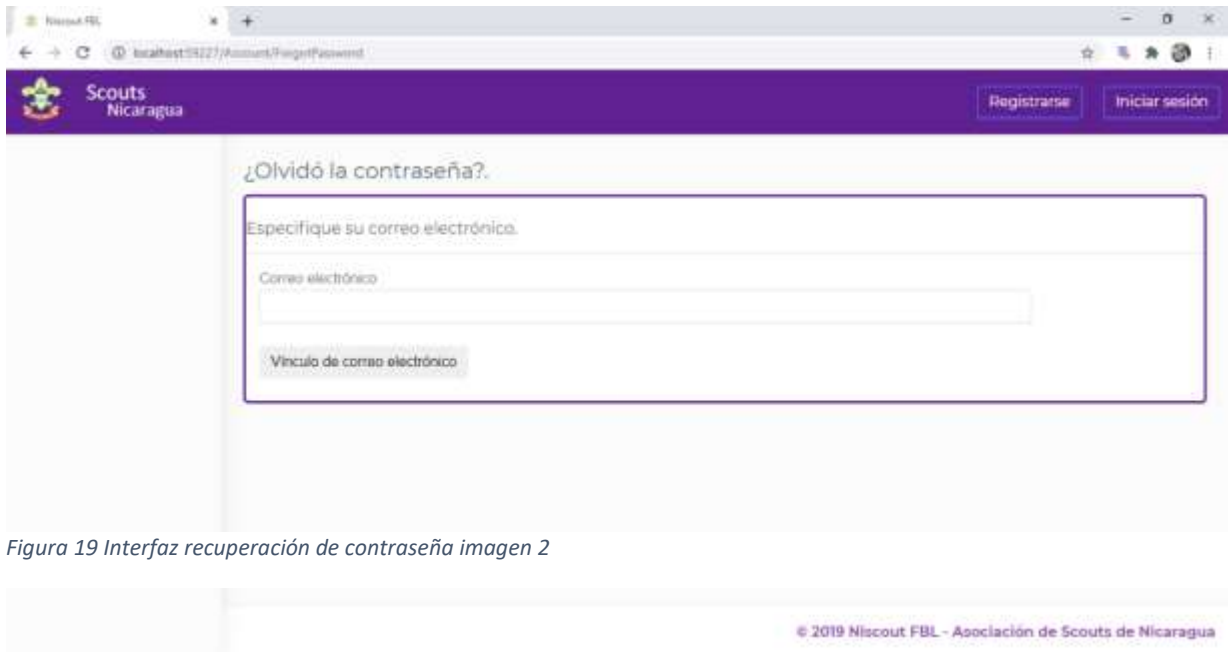 Niscout FBL
localhost:59227/Account/ForgotPassword
Scouts
Nicaragua
Registrarse
Iniciar sesión
¿Olvidó la contraseña?.
Especifique su correo electrónico.
Correo electrónico
Vínculo de correo electrónico
Figura 19 Interfaz recuperación de contraseña imagen 2
© 2019 Niscout FBL - Asociación de Scouts de Nicaragua